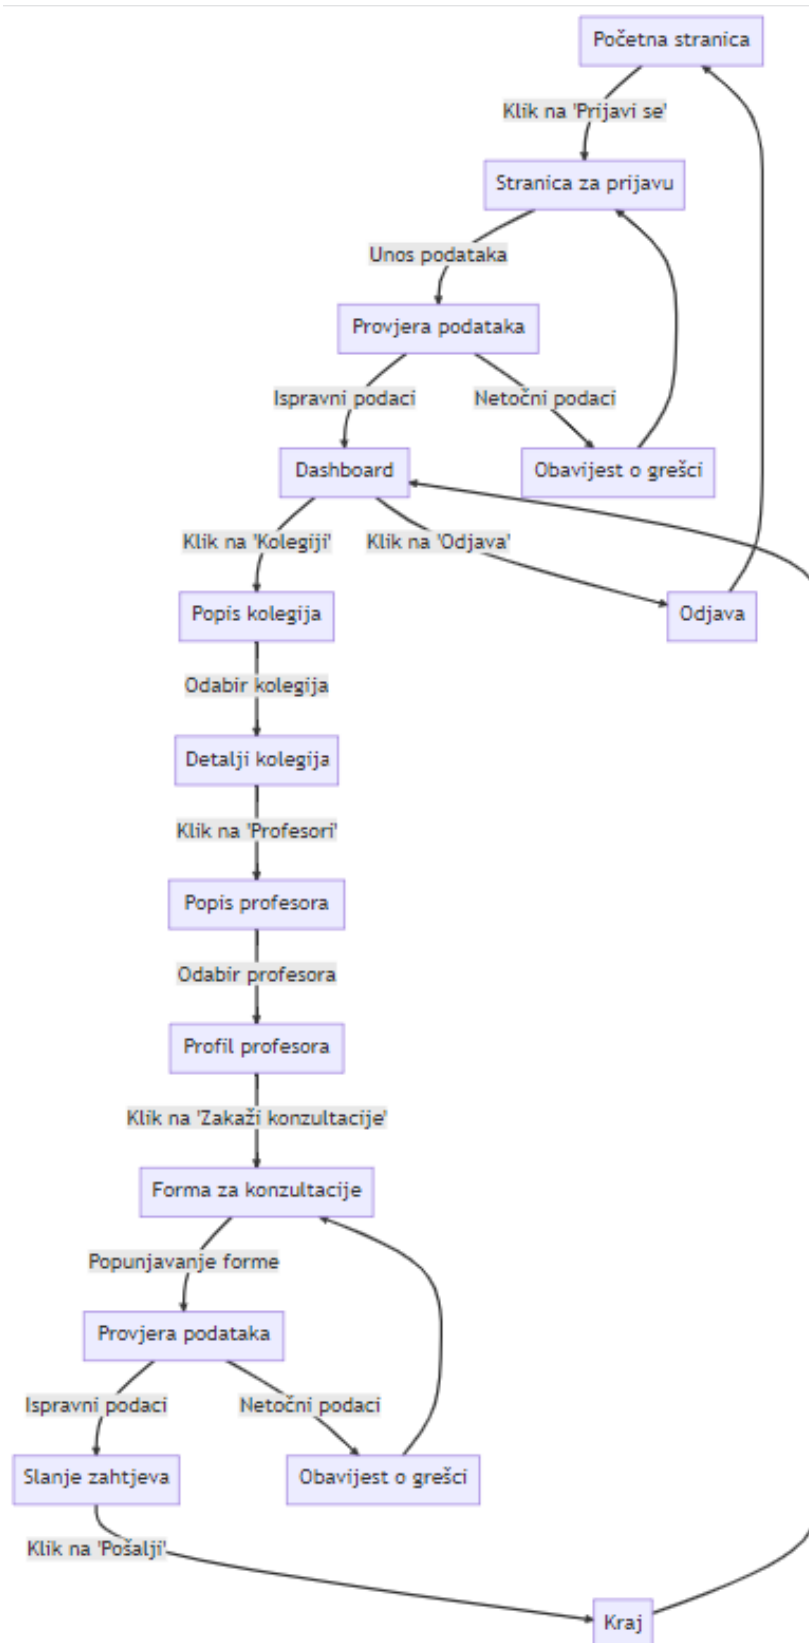 Početna stranica
Klik na 'Prijavi se'
Stranica za prijavu
Unos podataka
Provjera podataka
Ispravni podaci
Netočni podaci
Dashboard
Obavijest o grešci
Klik na 'Kolegiji'
Klik na 'Odjava'
Popis kolegija
Odjava
Odabir kolegija
Detalji kolegija
Klik na 'Profesori'
Popis profesora
Odabir profesora
Profil profesora
Klik na 'Zakaži konzultacije'
Forma za konzultacije
Popunjavanje forme
Provjera podataka
Ispravni podaci
Netočni podaci
Slanje zahtjeva
Obavijest o grešci
Klik na 'Pošalji'
Kraj